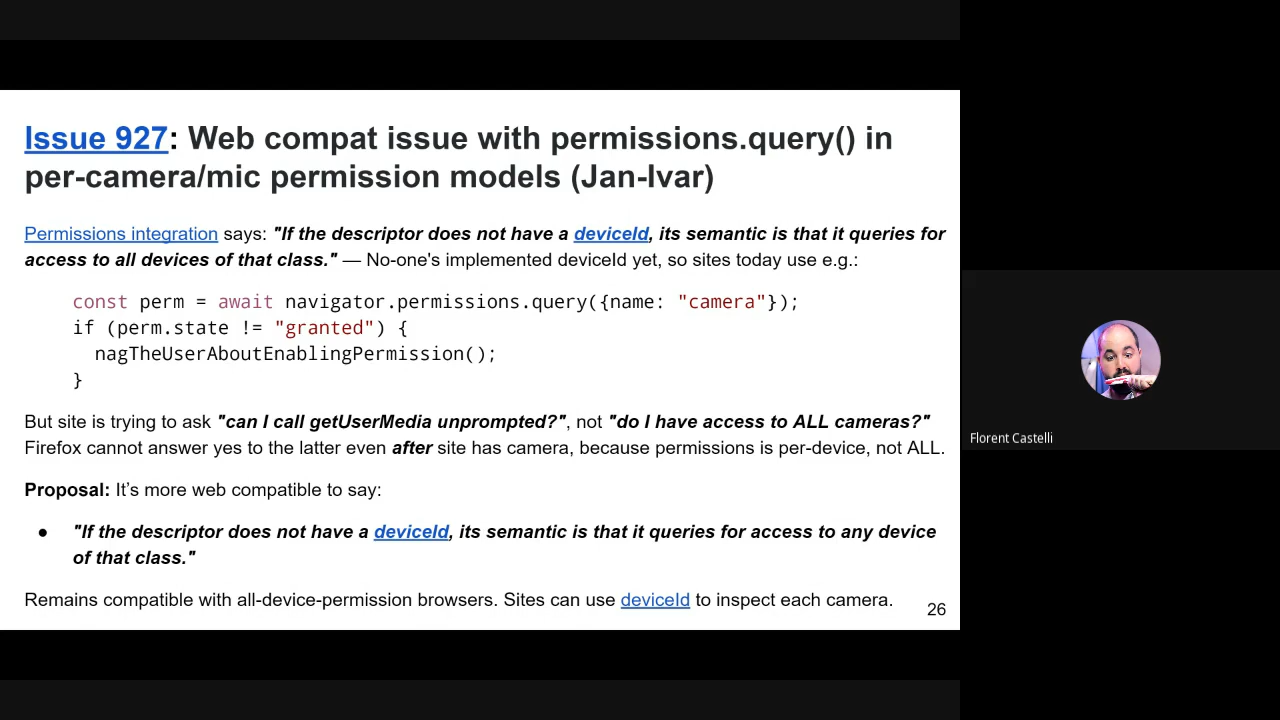 Issue 927: Web compat issue with permissions.query() in
per-camera/mic permission models (Jan-Ivar)
Permissions integration says: "If the descriptor does not have a deviceId, its semantic is that it queries for
access to all devices of that class." — No-one's implemented deviceId yet, so sites today use e.g.:
const perm = await navigator.permissions.query({name: "camera"});
if (perm.state != "granted") {
nagTheUserAboutEnablingPermission();
}
But site is trying to ask "can I call getUserMedia unprompted?", not "do I have access to ALL cameras?"
Firefox cannot answer yes to the latter even after site has camera, because permissions is per-device, not ALL.
Proposal: It’s more web compatible to say:
● "If the descriptor does not have a deviceId, its semantic is that it queries for access to any device
of that class."
Remains compatible with all-device-permission browsers. Sites can use deviceId to inspect each camera.
26
Florent Castelli